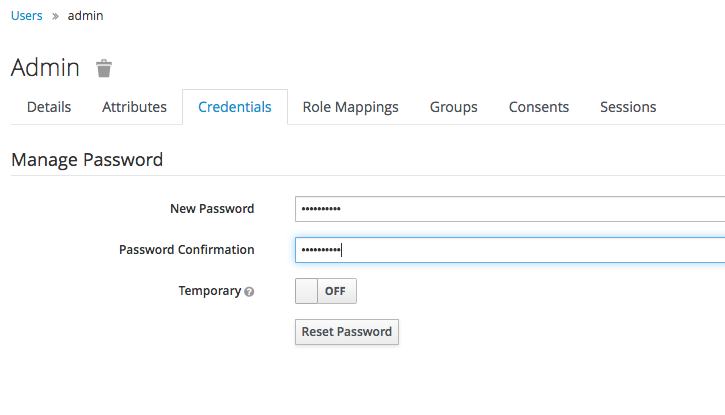 Users » admin
Admin
Details Attributes Credentials Role Mappings Groups Consents Sessions
Manage Password
New Password ••••••••••
Password Confirmation ••••••••••
Temporary ? OFF
Reset Password